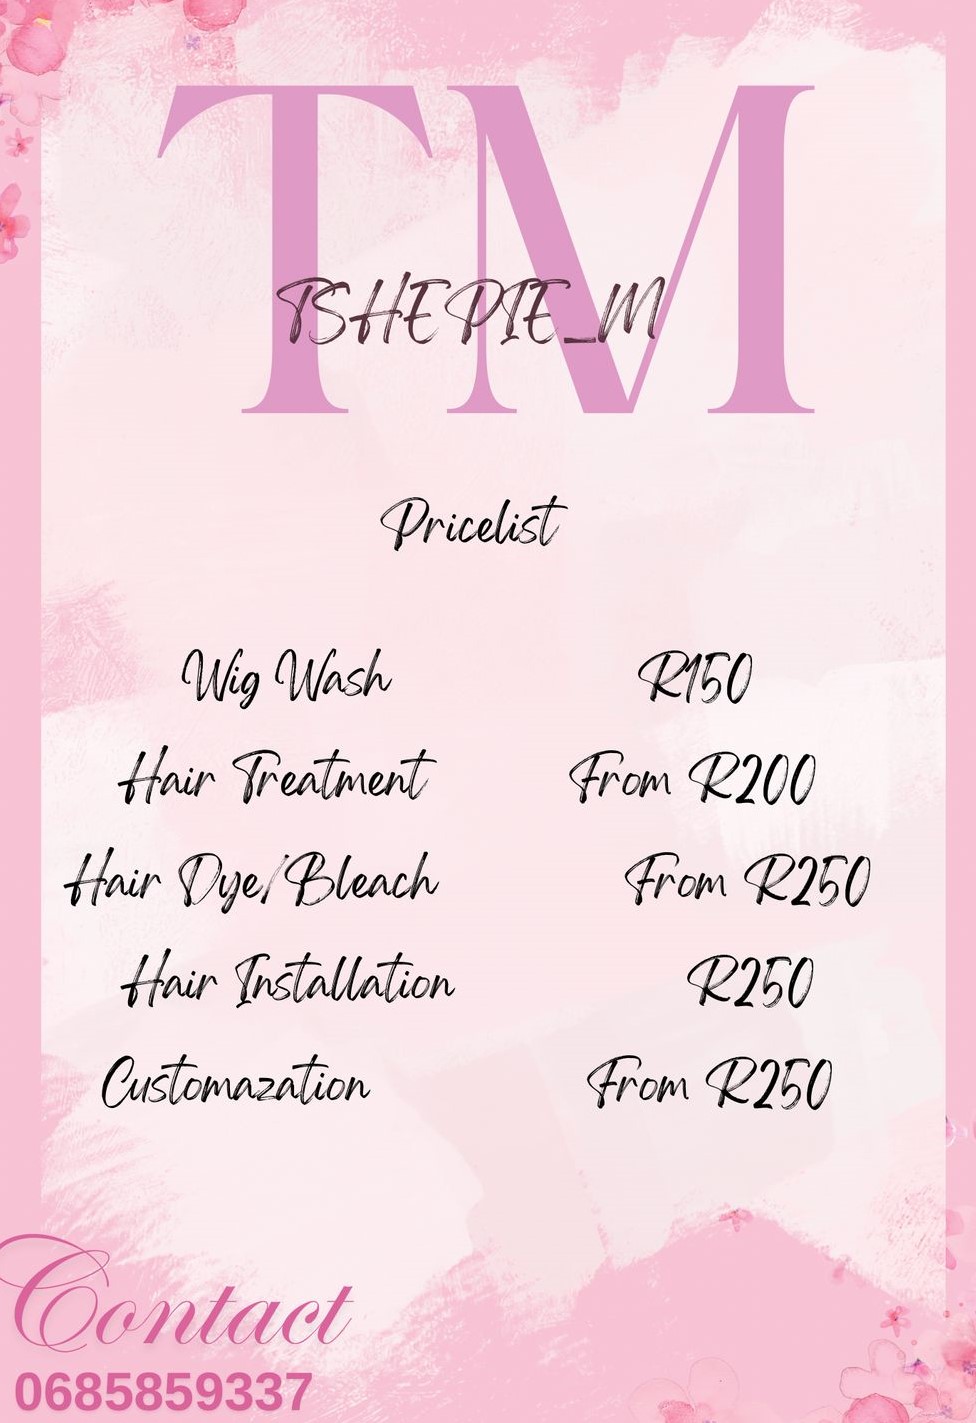 TM
TSHEPIE_M
Pricelist
Wig Wash R150
Hair Treatment From R200
Hair Dye/Bleach From R250
Hair Installation R250
Customazation From R250
Contact
0685859337